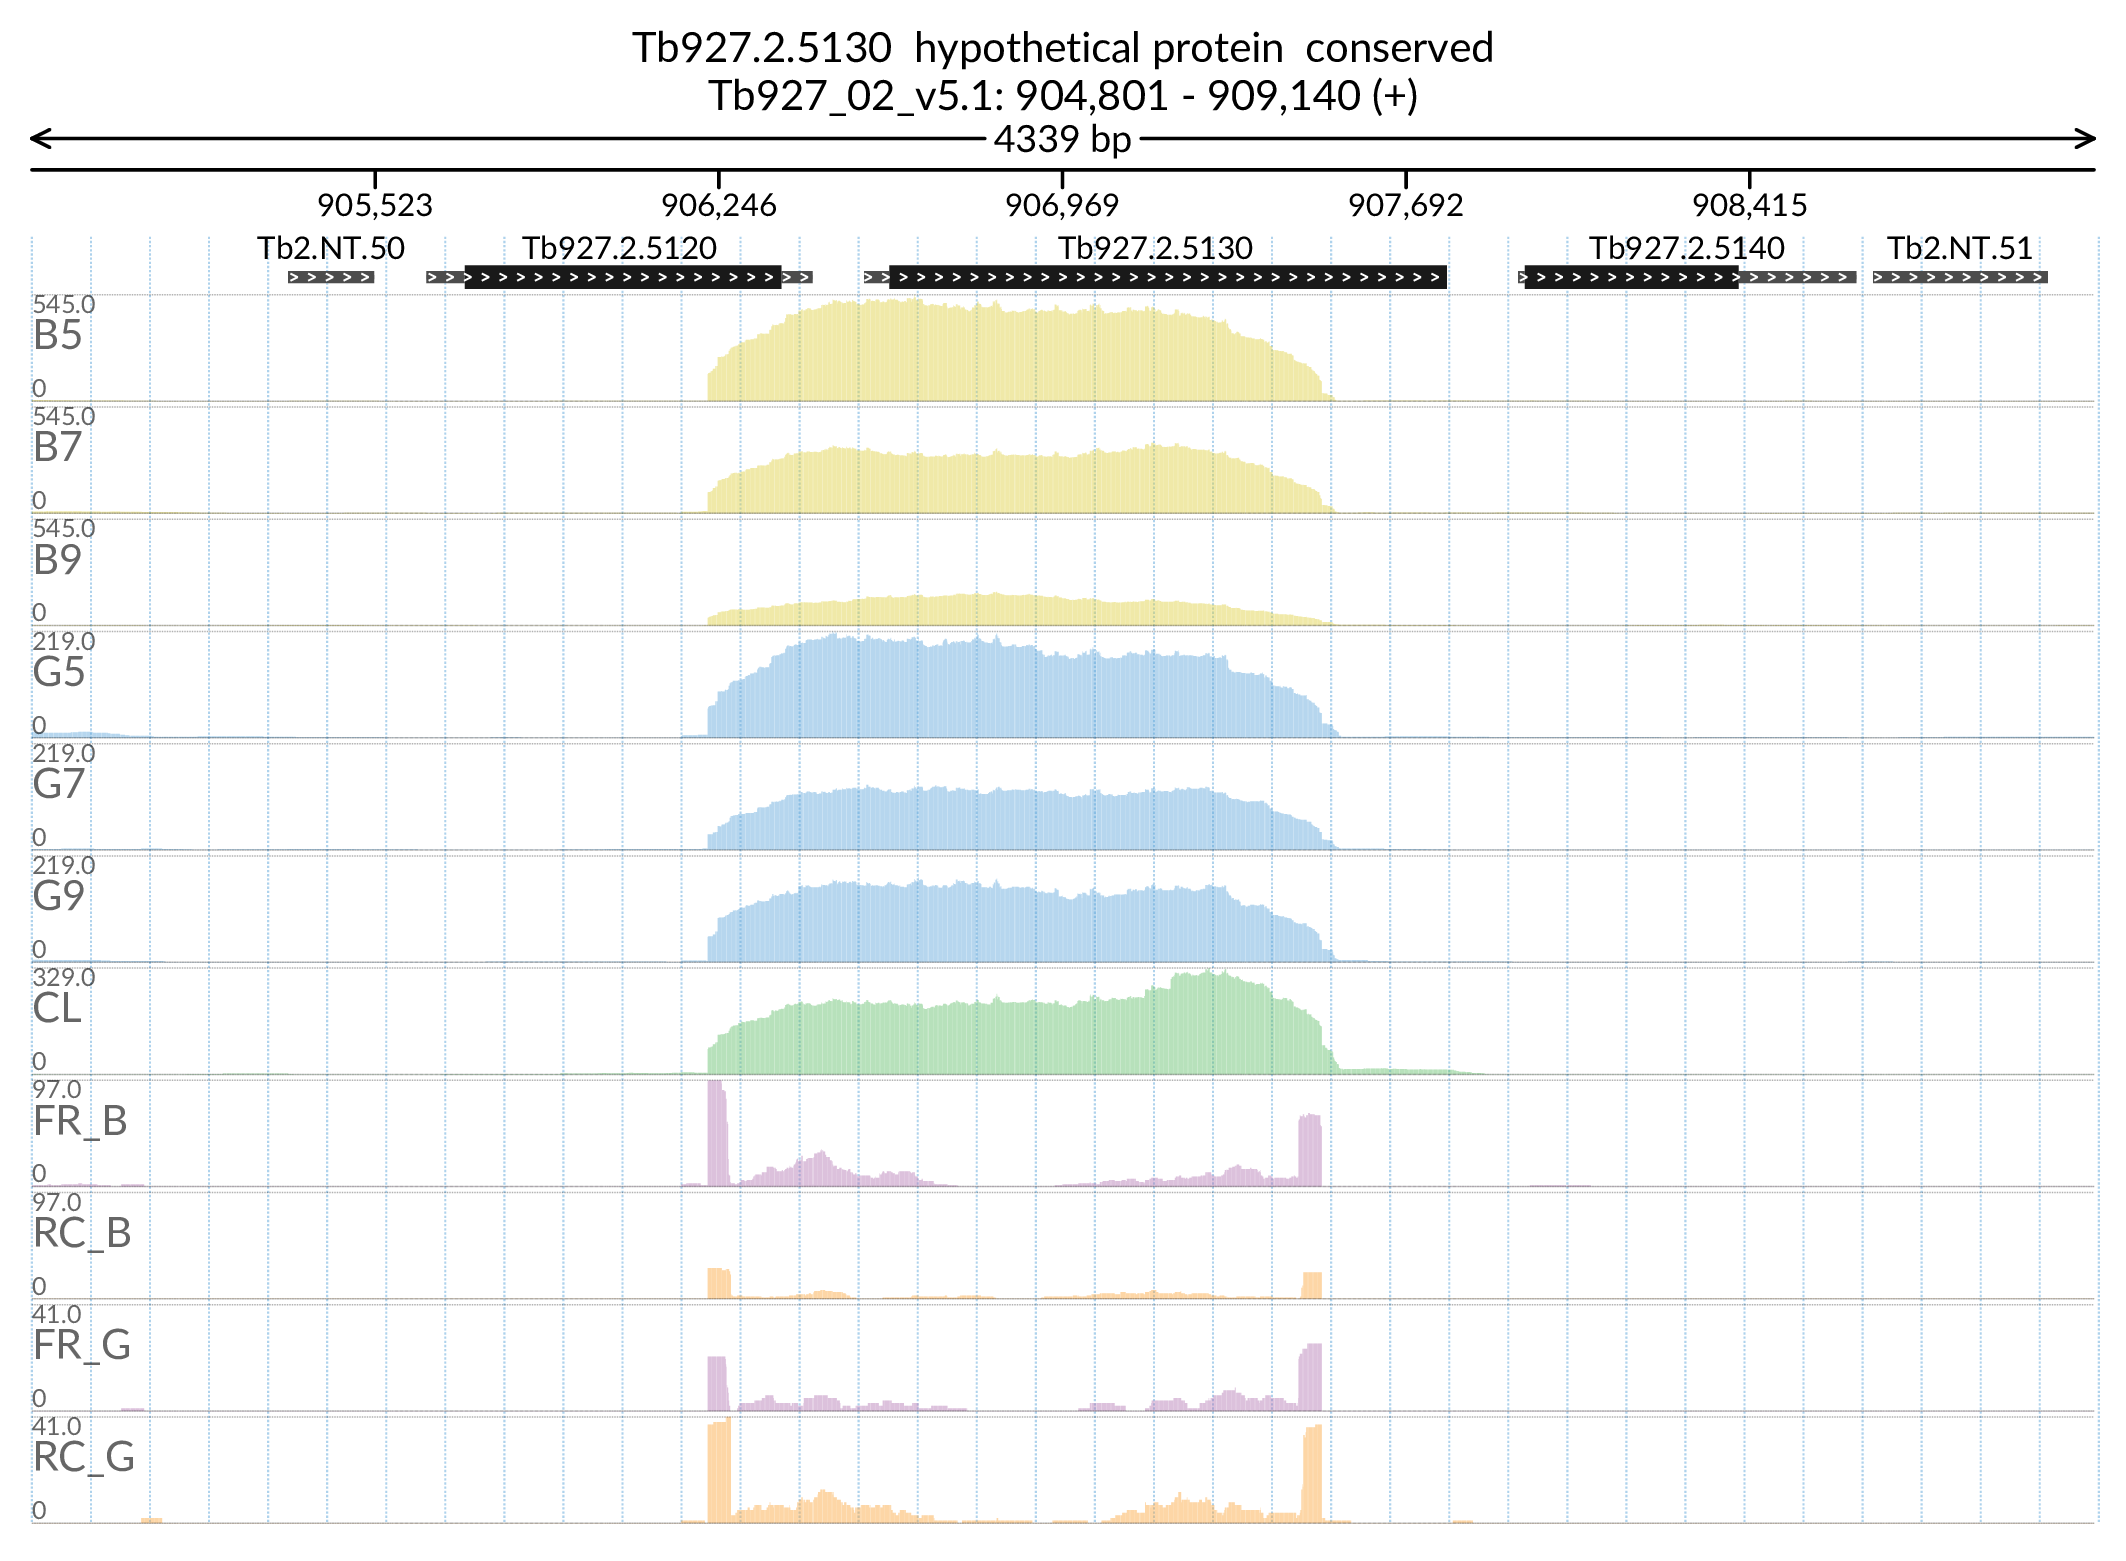 Tb927.2.5130  hypothetical protein  conserved
Tb927_02_v5.1: 904,801 - 909,140 (+)
4339 bp
905,523 906,246 906,969 907,692 908,415
Tb2.NT.50 Tb927.2.5120 Tb927.2.5130 Tb927.2.5140 Tb2.NT.51
545.0
B5
0
545.0
B7
0
545.0
B9
0
219.0
G5
0
219.0
G7
0
219.0
G9
0
329.0
CL
0
97.0
FR_B
0
97.0
RC_B
0
41.0
FR_G
0
41.0
RC_G
0